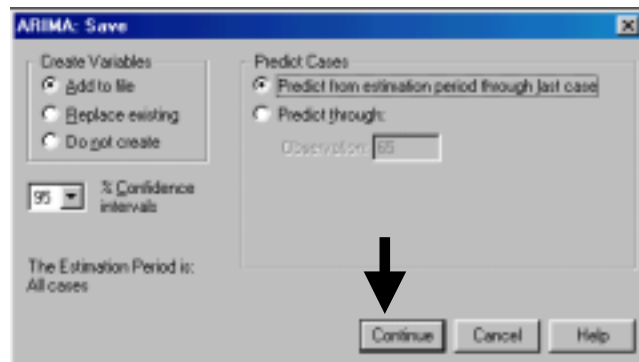 ARIMA: Save
Create Variables
Add to file
Replace existing
Do not create
95
% Confidence intervals
The Estimation Period is:
All cases
Predict Cases
Predict from estimation period through last case
Predict through:
Observation: 65
Continue
Cancel
Help